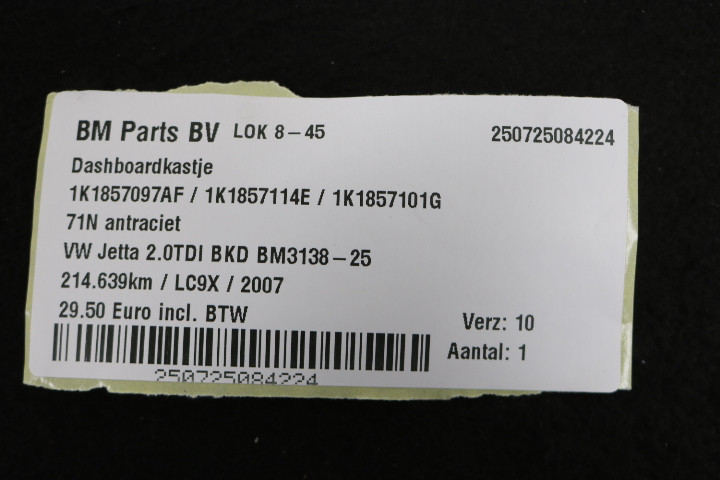 BM Parts BV LOK 8-45 250725084224
Dashboardkastje
1K1857097AF / 1K1857114E / 1K1857101G
71N antraciet
VW Jetta 2.0TDI BKD BM3138-25
214.639km / LC9X / 2007
29.50 Euro incl. BTW
Verz: 10
Aantal: 1
250725084224